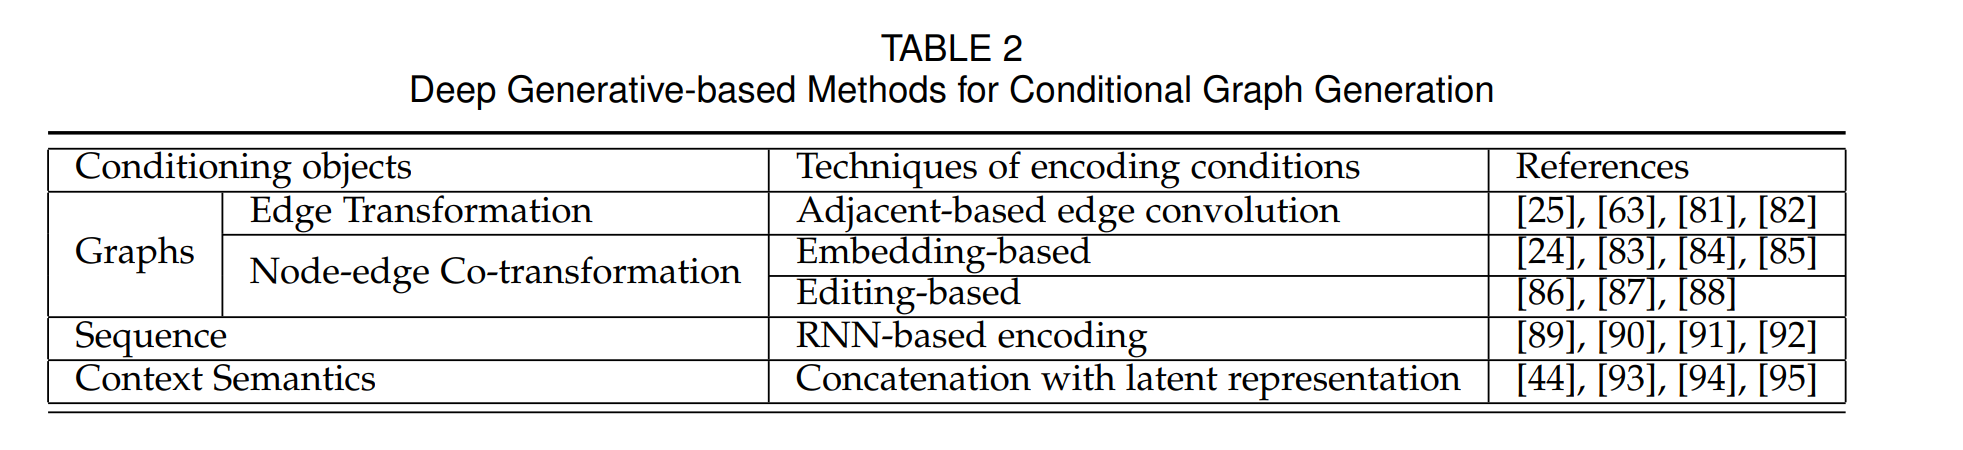 TABLE 2
Deep Generative-based Methods for Conditional Graph Generation
Conditioning objects Techniques of encoding conditions References
Graphs Edge Transformation Adjacent-based edge convolution [25], [63], [81], [82]
Node-edge Co-transformation Embedding-based [24], [83], [84], [85]
Editing-based [86], [87], [88]
Sequence RNN-based encoding [89], [90], [91], [92]
Context Semantics Concatenation with latent representation [44], [93], [94], [95]